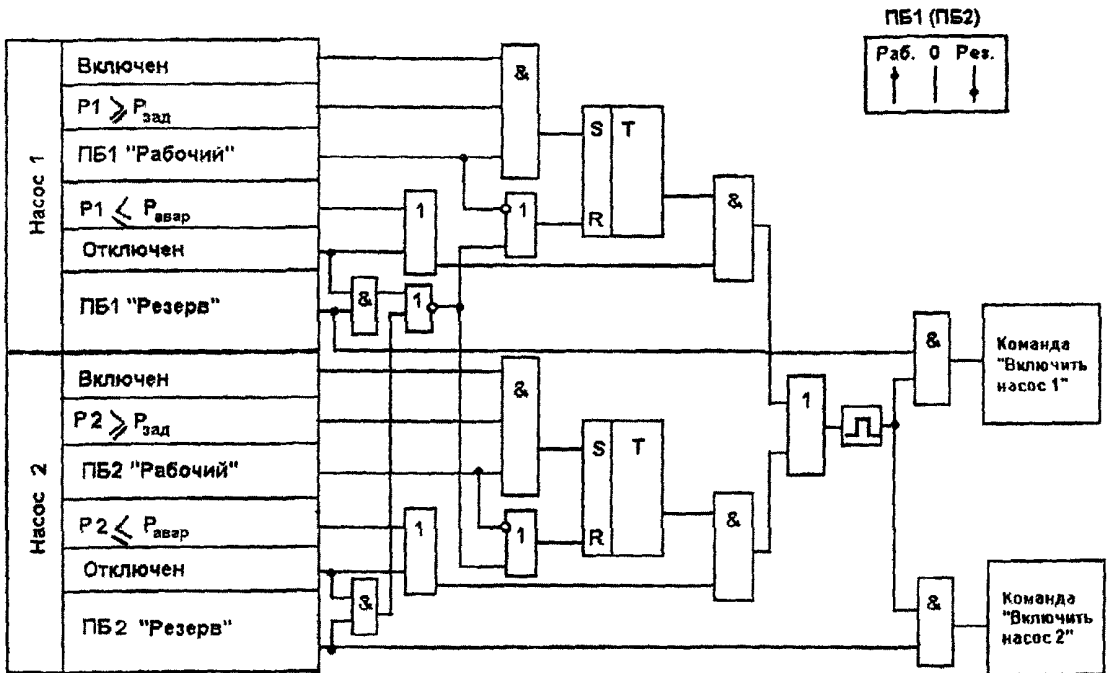 ПБ1 (ПБ2)
Раб. 0 Рез.
Насос 1
Включен
P1 ⩾ Pзад
ПБ1 "Рабочий"
P1 ⩽ Pавар
Отключен
ПБ1 "Резерв"
Насос 2
Включен
P2 ⩾ Pзад
ПБ2 "Рабочий"
P2 ⩽ Pавар
Отключен
ПБ2 "Резерв"
&
S T
R
1
1
&
1
&
&
S T
R
1
1
&
&
1
&
Команда
"Включить
насос 1"
&
Команда
"Включить
насос 2"